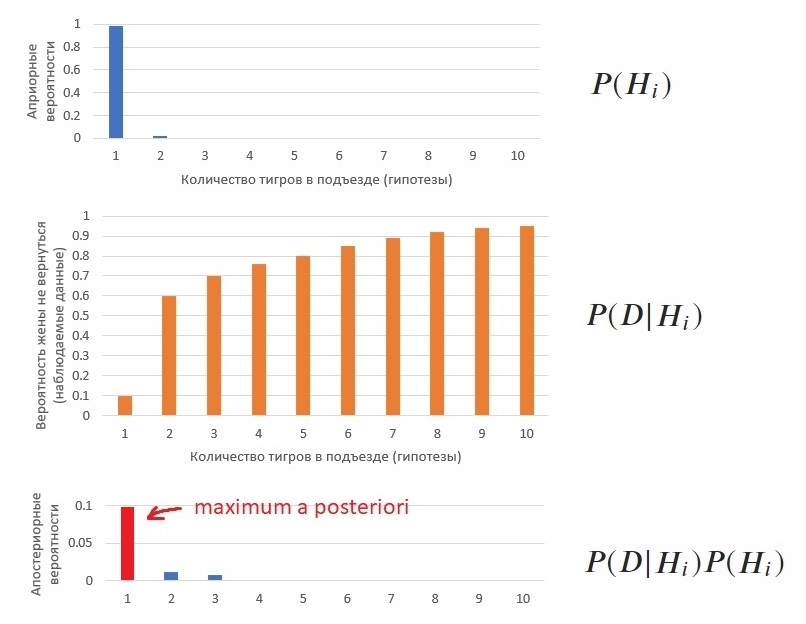 Априорные
вероятности
1
0.8
0.6
0.4
0.2
0
1 2 3 4 5 6 7 8 9 10
Количество тигров в подъезде (гипотезы)
P(Hᵢ)
Вероятность жены не вернуться
(наблюдаемые данные)
1
0.9
0.8
0.7
0.6
0.5
0.4
0.3
0.2
0.1
0
1 2 3 4 5 6 7 8 9 10
Количество тигров в подъезде (гипотезы)
P(D|Hᵢ)
Апостериорные
вероятности
0.1
0.05
0
maximum a posteriori
1 2 3 4 5 6 7 8 9 10
P(D|Hᵢ)P(Hᵢ)